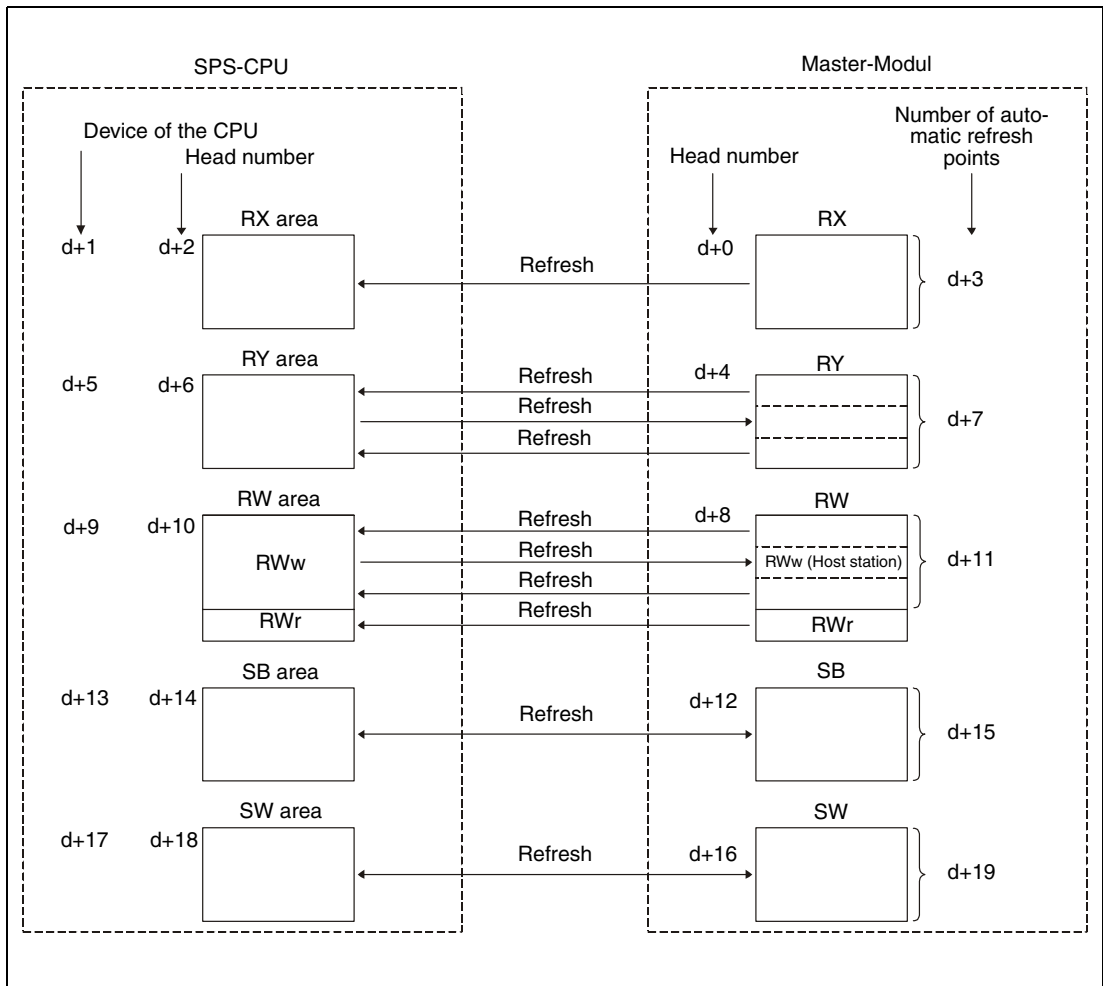 SPS-CPU
Master-Modul
Device of the CPU
Head number
Head number
Number of auto-
matic refresh
points
RX area
RX
d+1
d+2
Refresh
d+0
d+3
RY area
RY
d+5
d+6
Refresh
d+4
Refresh
d+7
Refresh
RW area
RW
d+9
d+10
Refresh
d+8
RWw
Refresh
RWw (Host station)
d+11
Refresh
RWr
Refresh
RWr
SB area
SB
d+13
d+14
Refresh
d+12
d+15
SW area
SW
d+17
d+18
Refresh
d+16
d+19